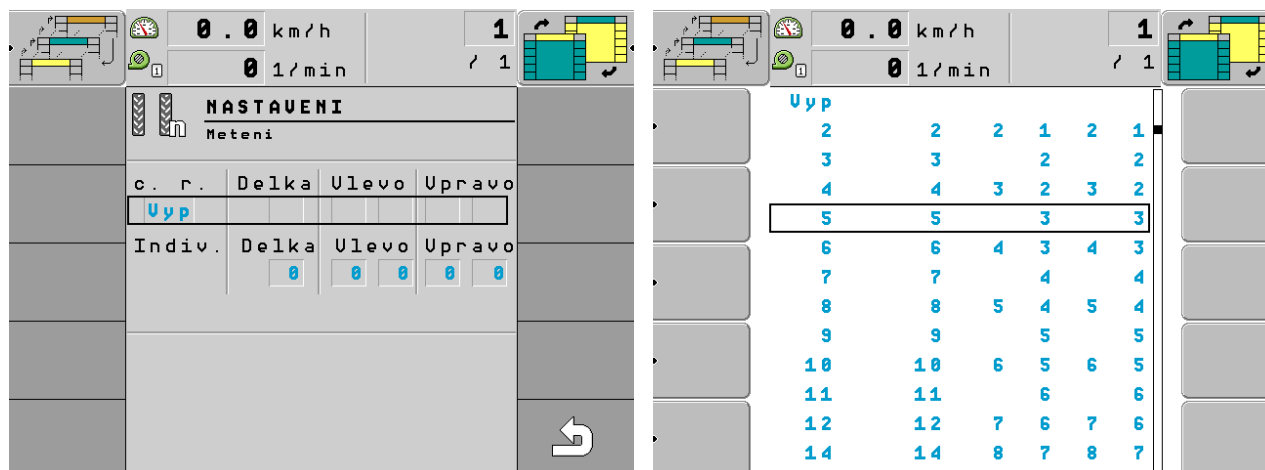 0.0 km/h 1
1 0 1/min / 1
NASTAVENI
Meteni
c. r. Delka Vlevo Vpravo
Vyp
Indiv. Delka Vlevo Vpravo
0 0 0 0 0
0.0 km/h 1
1 0 1/min / 1
Vyp
2 2 2 1 2 1
3 3 2 2
4 4 3 2 3 2
5 5 3 3
6 6 4 3 4 3
7 7 4 4
8 8 5 4 5 4
9 9 5 5
10 10 6 5 6 5
11 11 6 6
12 12 7 6 7 6
14 14 8 7 8 7
n